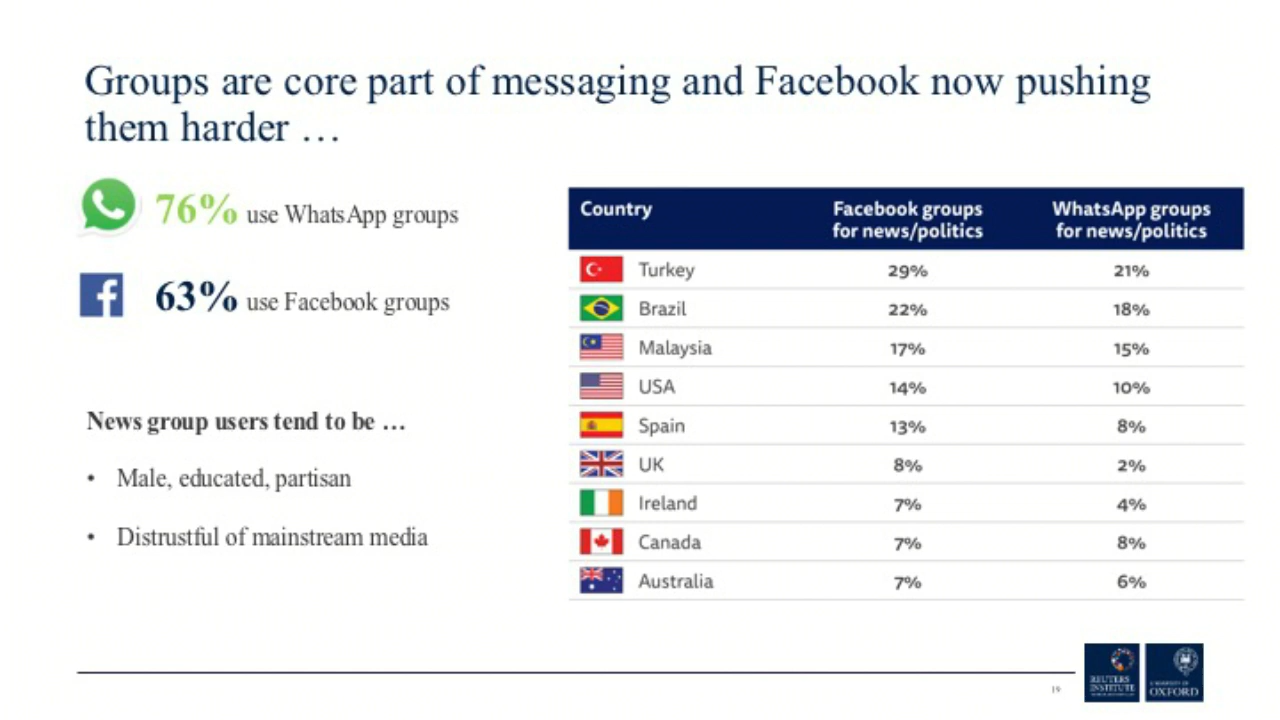 Groups are core part of messaging and Facebook now pushing
them harder …
76% use WhatsApp groups
63% use Facebook groups
News group users tend to be …
• Male, educated, partisan
• Distrustful of mainstream media
Country Facebook groups for news/politics WhatsApp groups for news/politics
Turkey 29% 21%
Brazil 22% 18%
Malaysia 17% 15%
USA 14% 10%
Spain 13% 8%
UK 8% 2%
Ireland 7% 4%
Canada 7% 8%
Australia 7% 6%
19
REUTERS
INSTITUTE
UNIVERSITY OF
OXFORD